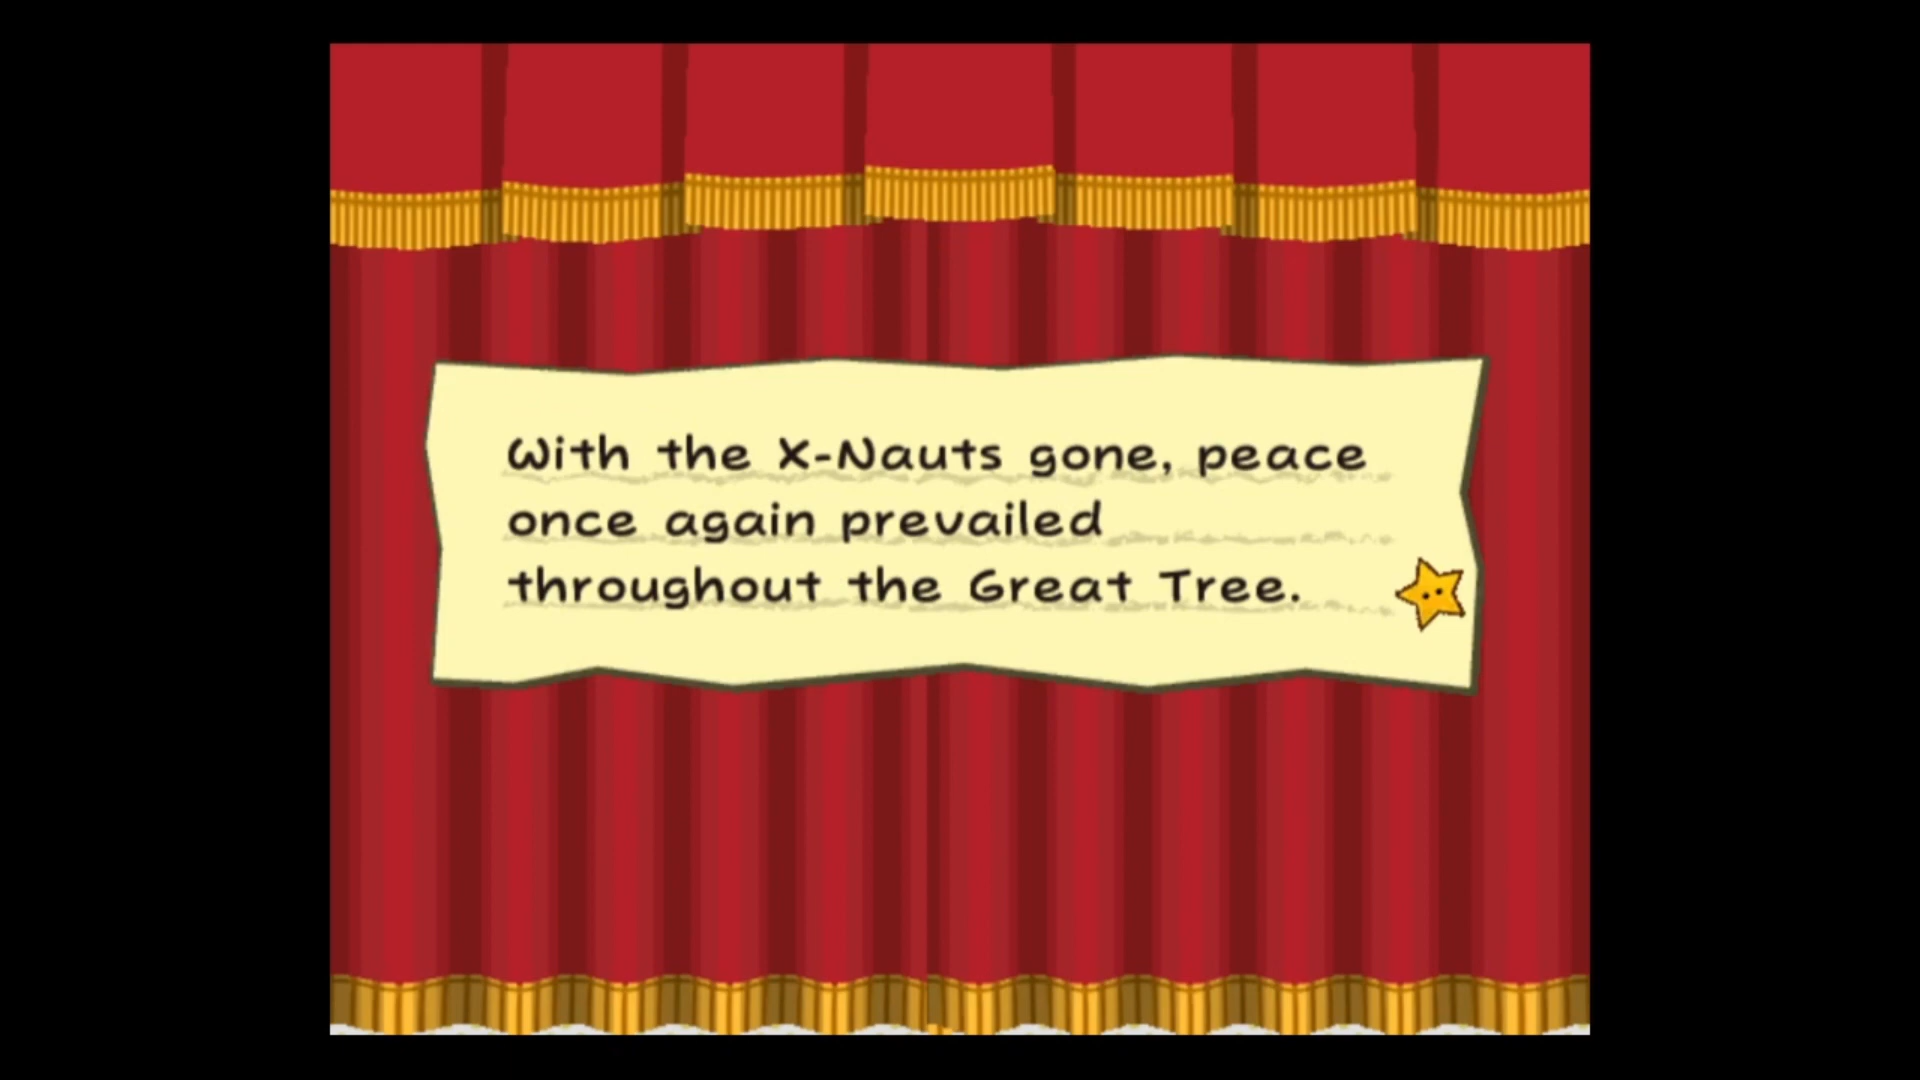 With the X-Nauts gone, peace
once again prevailed
throughout the Great Tree.